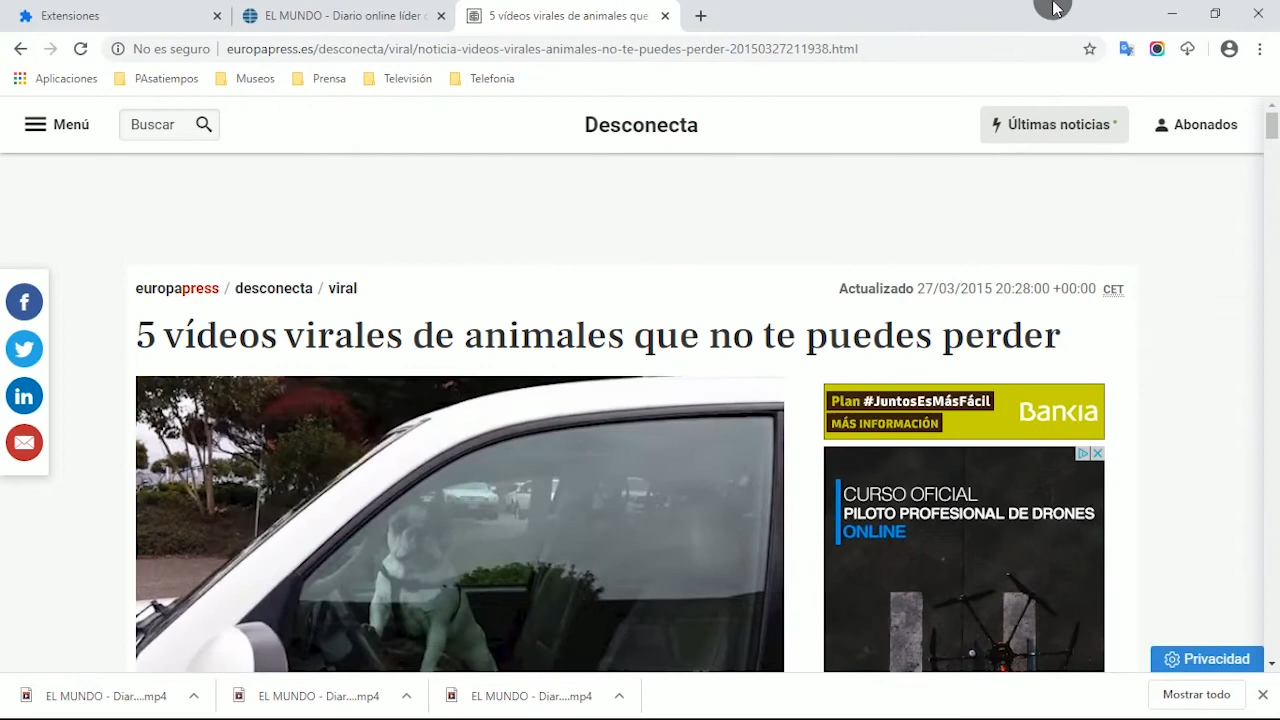 Extensiones
EL MUNDO - Diario online líder
5 vídeos virales de animales que
No es seguro
europapress.es/desconecta/viral/noticia-videos-virales-animales-no-te-puedes-perder-20150327211938.html
Aplicaciones
PAsatiempos
Museos
Prensa
Televisión
Telefonia
Menú
Buscar
Desconecta
Últimas noticias
Abonados
europapress / desconecta / viral
Actualizado 27/03/2015 20:28:00 +00:00 CET
5 vídeos virales de animales que no te puedes perder
Plan #JuntosEsMásFácil
MÁS INFORMACIÓN
Bankia
CURSO OFICIAL
PILOTO PROFESIONAL DE DRONES
ONLINE
Privacidad
EL MUNDO - Diar....mp4
EL MUNDO - Diar....mp4
EL MUNDO - Diar....mp4
Mostrar todo